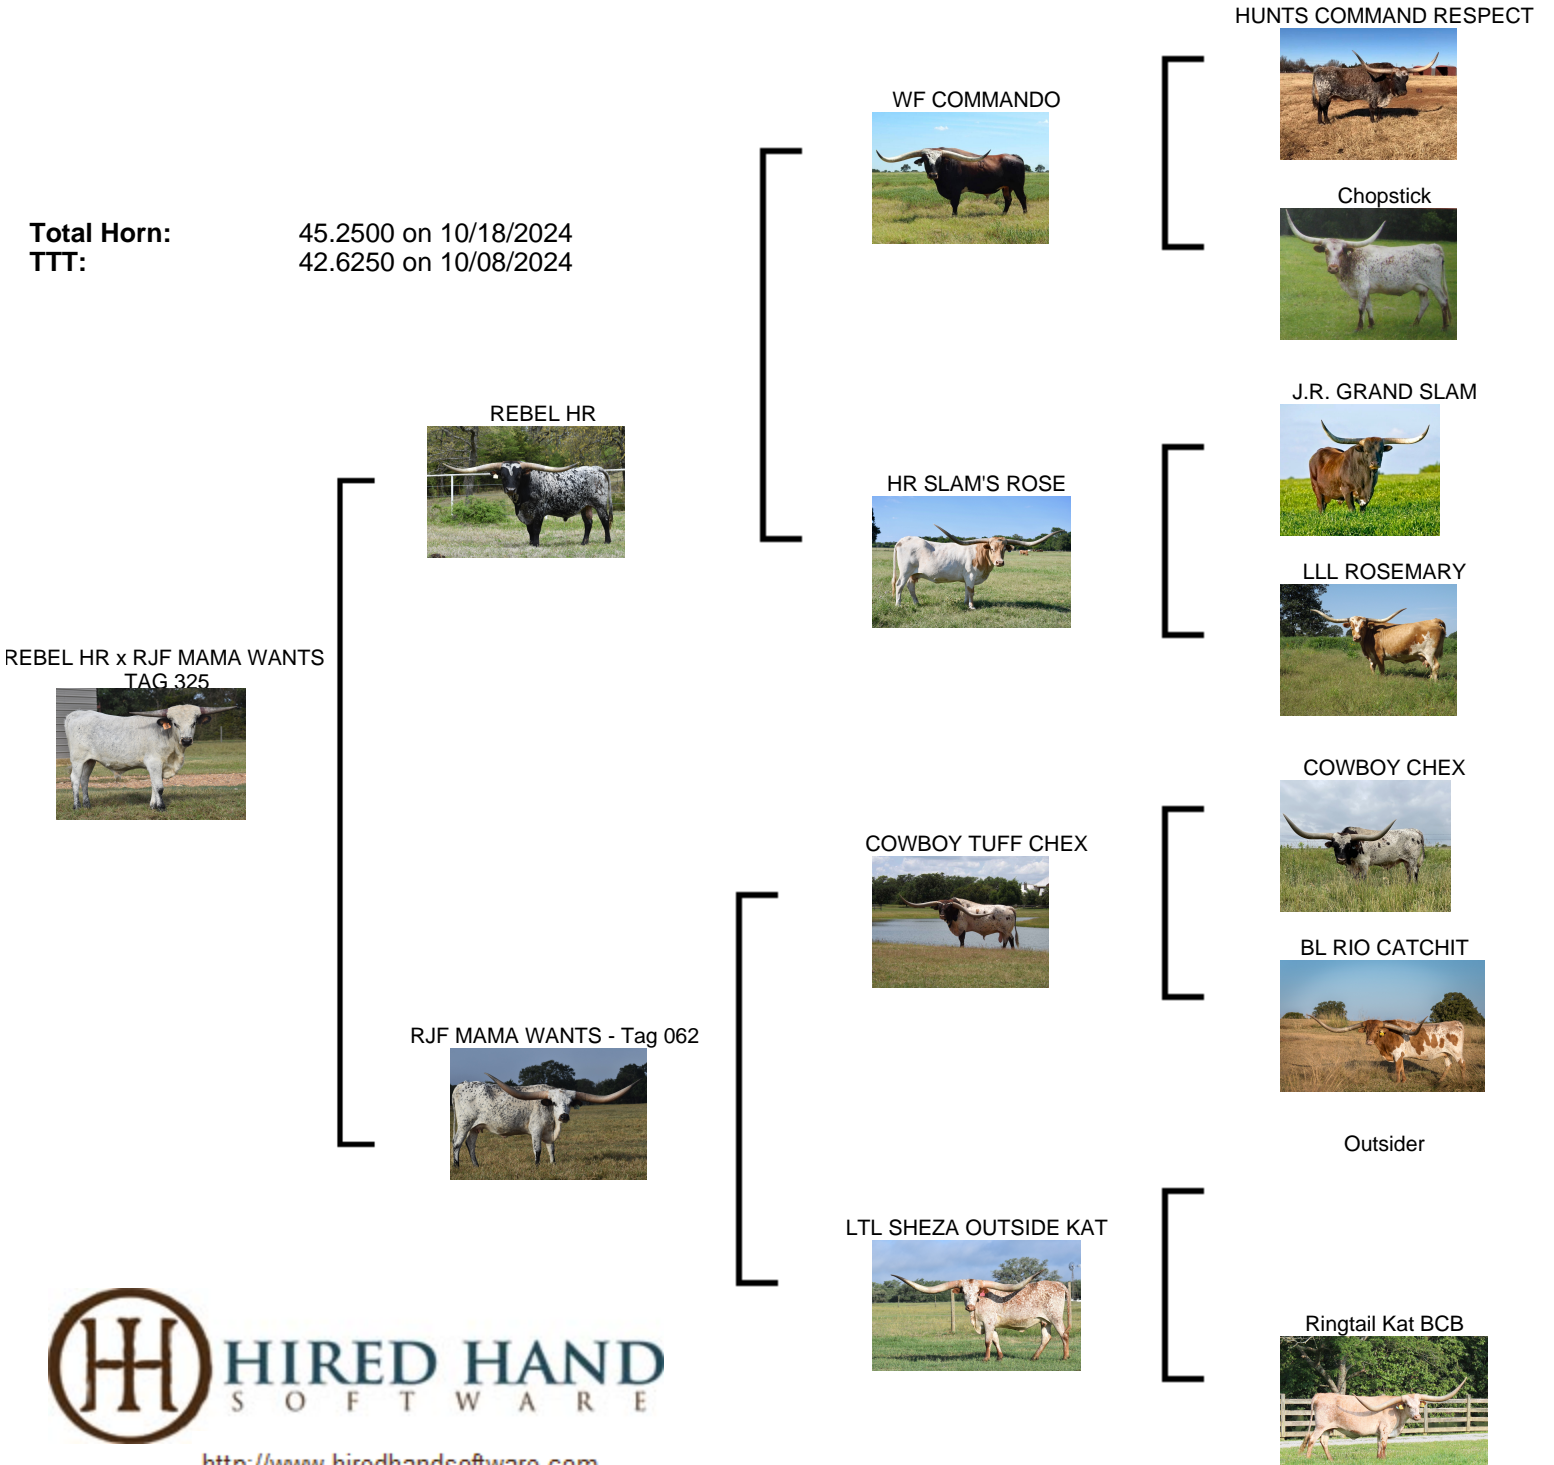 HUNTS COMMAND RESPECT
WF COMMANDO
Chopstick
Total Horn: 45.2500 on 10/18/2024
TTT: 42.6250 on 10/08/2024
J.R. GRAND SLAM
REBEL HR
HR SLAM'S ROSE
LLL ROSEMARY
REBEL HR x RJF MAMA WANTS
TAG 325
COWBOY CHEX
COWBOY TUFF CHEX
BL RIO CATCHIT
RJF MAMA WANTS - Tag 062
Outsider
LTL SHEZA OUTSIDE KAT
Ringtail Kat BCB
HIRED HAND
SOFTWARE
http://www.hiredhandsoftware.com